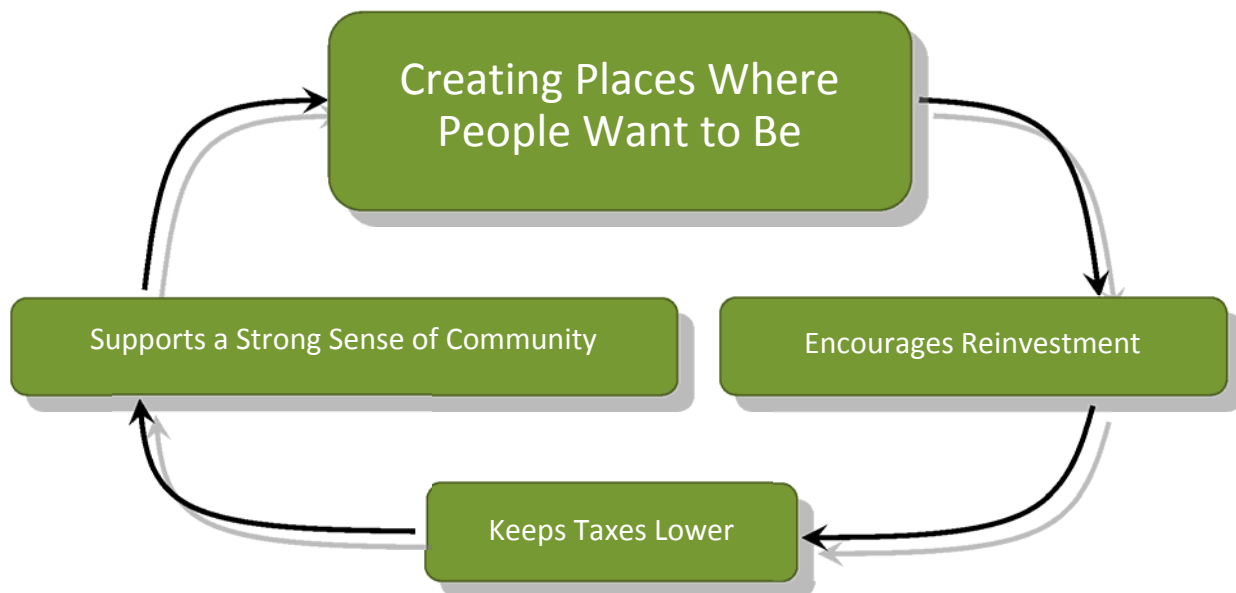 Creating Places Where
People Want to Be
Supports a Strong Sense of Community
Encourages Reinvestment
Keeps Taxes Lower